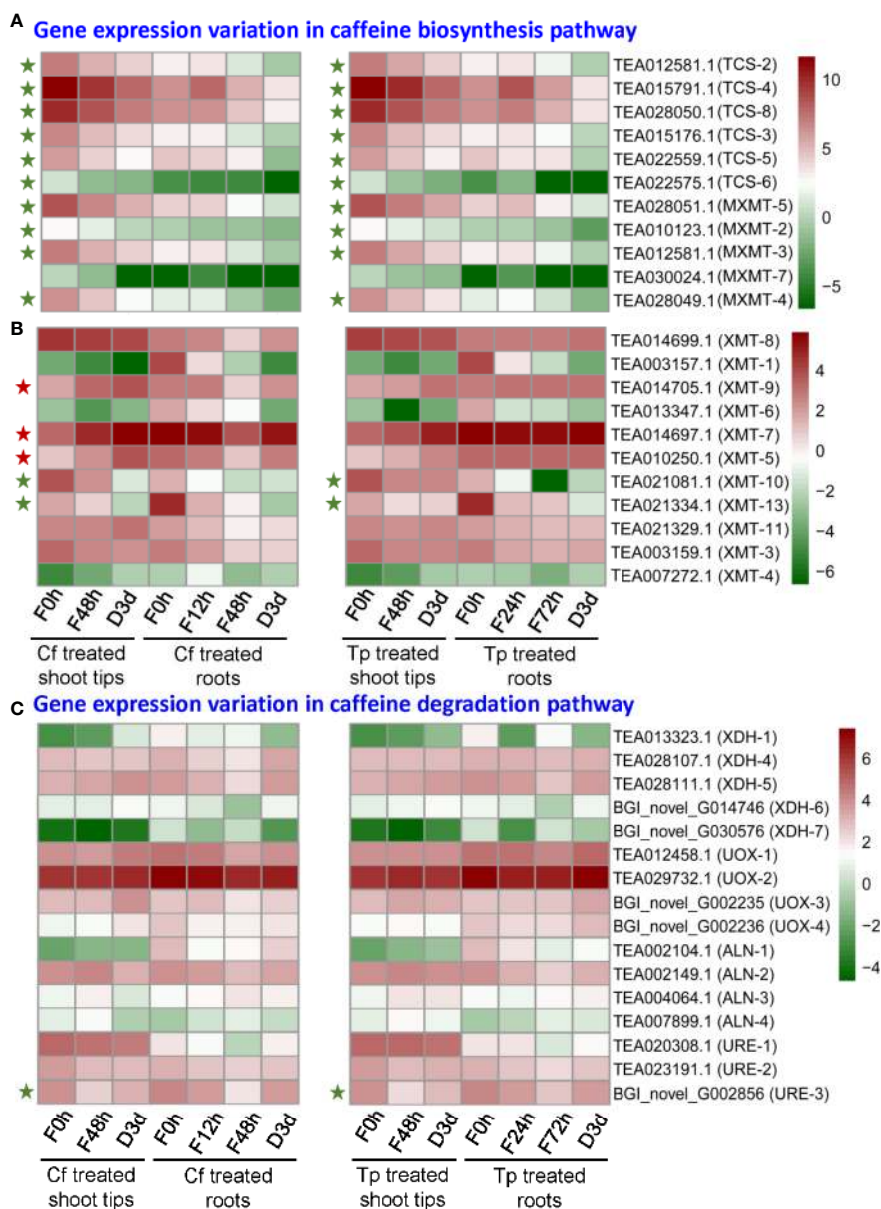 A Gene expression variation in caffeine biosynthesis pathway
TEA012581.1 (TCS-2)
TEA015791.1 (TCS-4)
TEA028050.1 (TCS-8)
TEA015176.1 (TCS-3)
TEA022559.1 (TCS-5)
TEA022575.1 (TCS-6)
TEA028051.1 (MXMT-5)
TEA010123.1 (MXMT-2)
TEA012581.1 (MXMT-3)
TEA030024.1 (MXMT-7)
TEA028049.1 (MXMT-4)
10
5
0
−5
B
TEA014699.1 (XMT-8)
TEA003157.1 (XMT-1)
TEA014705.1 (XMT-9)
TEA013347.1 (XMT-6)
TEA014697.1 (XMT-7)
TEA010250.1 (XMT-5)
TEA021081.1 (XMT-10)
TEA021334.1 (XMT-13)
TEA021329.1 (XMT-11)
TEA003159.1 (XMT-3)
TEA007272.1 (XMT-4)
4
2
0
−2
−4
−6
F0h F48h D3d F0h F12h F48h D3d F0h F48h D3d F0h F24h F72h D3d
Cf treated Cf treated Tp treated Tp treated
shoot tips roots shoot tips roots
C Gene expression variation in caffeine degradation pathway
TEA013323.1 (XDH-1)
TEA028107.1 (XDH-4)
TEA028111.1 (XDH-5)
BGI_novel_G014746 (XDH-6)
BGI_novel_G030576 (XDH-7)
TEA012458.1 (UOX-1)
TEA029732.1 (UOX-2)
BGI_novel_G002235 (UOX-3)
BGI_novel_G002236 (UOX-4)
TEA002104.1 (ALN-1)
TEA002149.1 (ALN-2)
TEA004064.1 (ALN-3)
TEA007899.1 (ALN-4)
TEA020308.1 (URE-1)
TEA023191.1 (URE-2)
BGI_novel_G002856 (URE-3)
6
4
2
0
−2
−4
F0h F48h D3d F0h F12h F48h D3d F0h F48h D3d F0h F24h F72h D3d
Cf treated Cf treated Tp treated Tp treated
shoot tips roots shoot tips roots